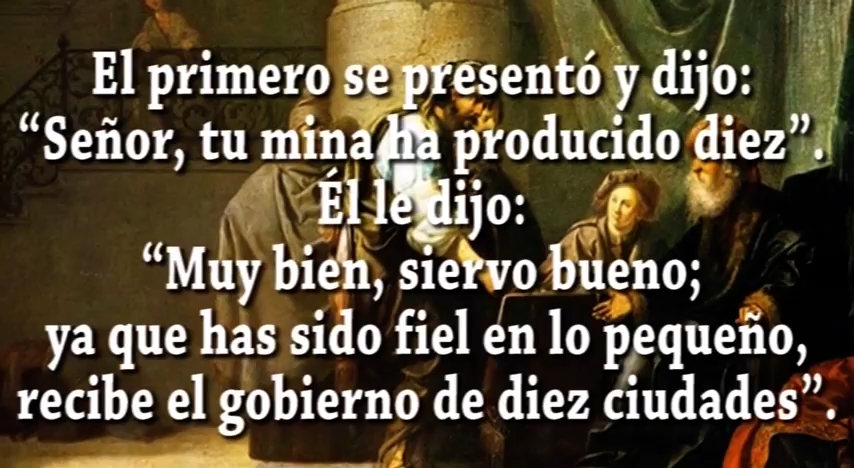 El primero se presentó y dijo:
“Señor, tu mina ha producido diez”.
Él le dijo:
“Muy bien, siervo bueno;
ya que has sido fiel en lo pequeño,
recibe el gobierno de diez ciudades”.